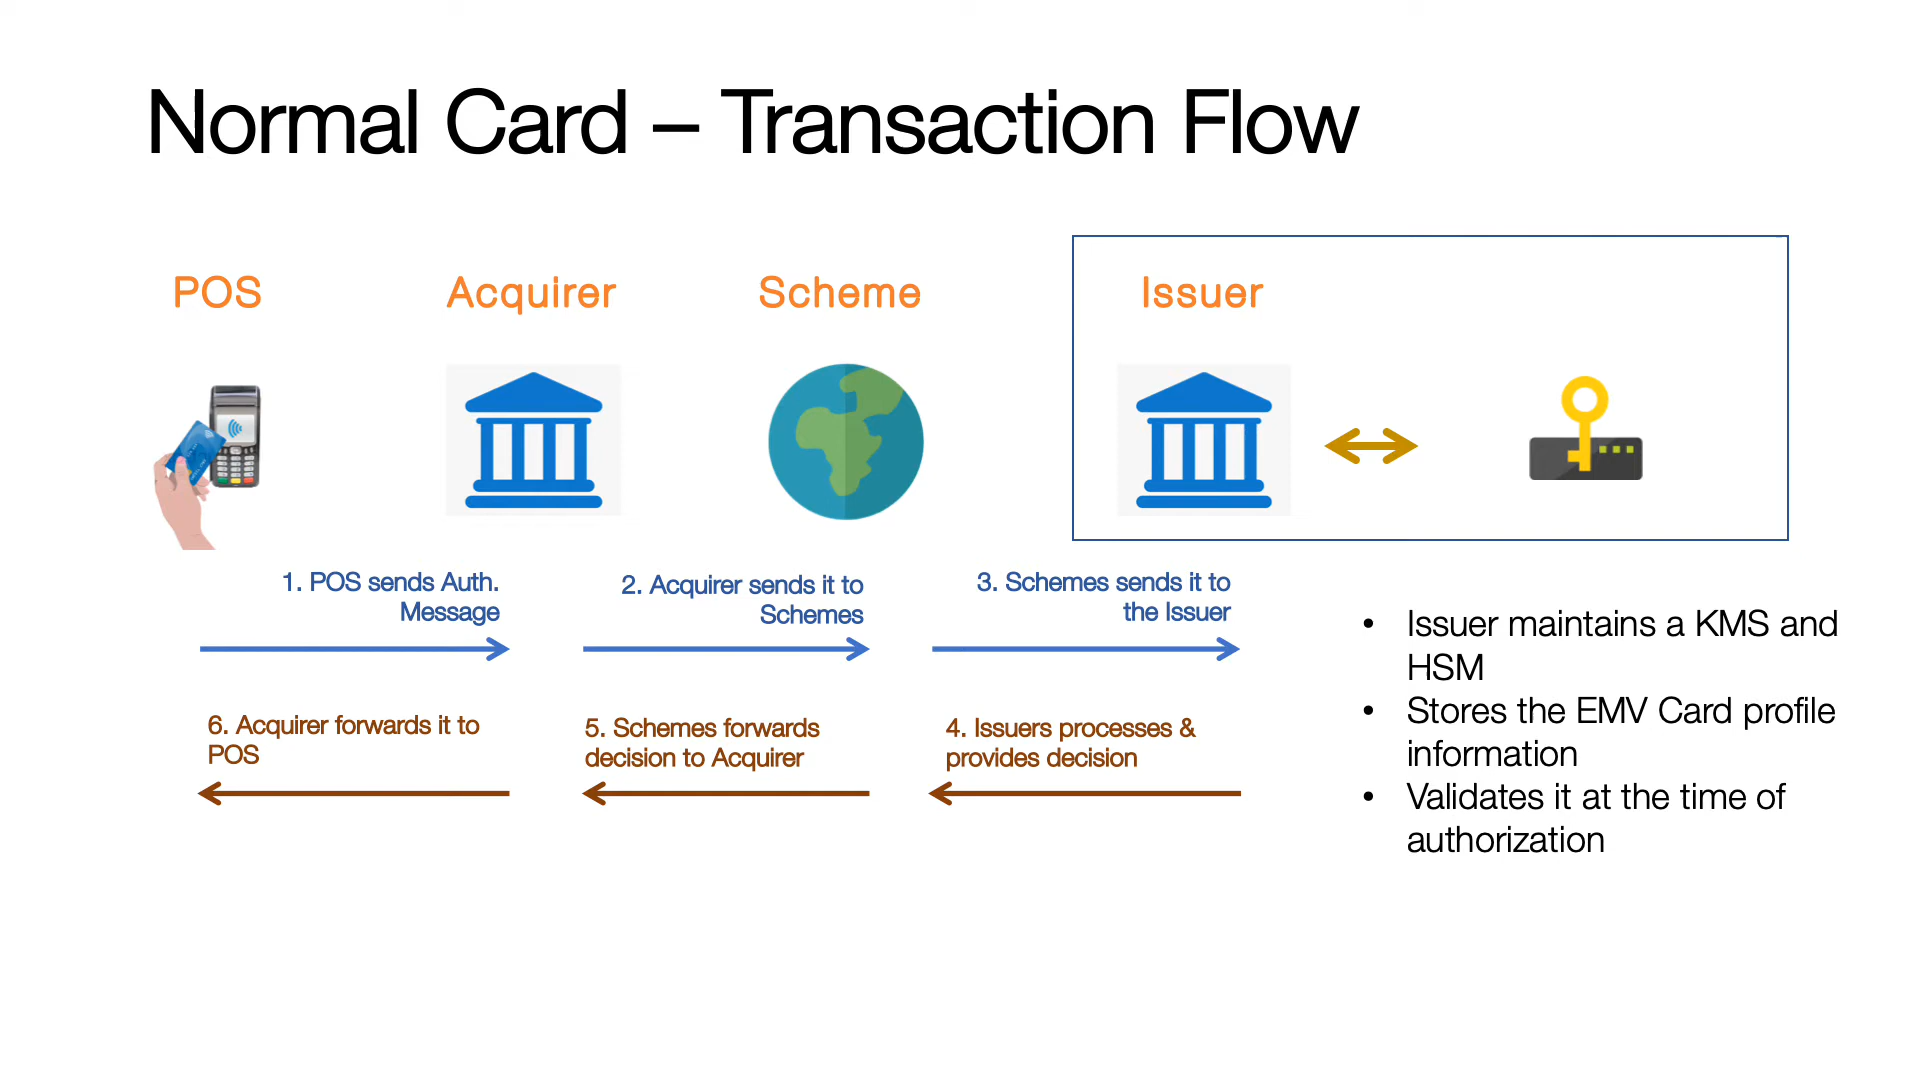 Normal Card – Transaction Flow
POS
Acquirer
Scheme
Issuer
1. POS sends Auth.
Message
2. Acquirer sends it to
Schemes
3. Schemes sends it to
the Issuer
6. Acquirer forwards it to
POS
5. Schemes forwards
decision to Acquirer
4. Issuers processes &
provides decision
• Issuer maintains a KMS and
HSM
• Stores the EMV Card profile
information
• Validates it at the time of
authorization